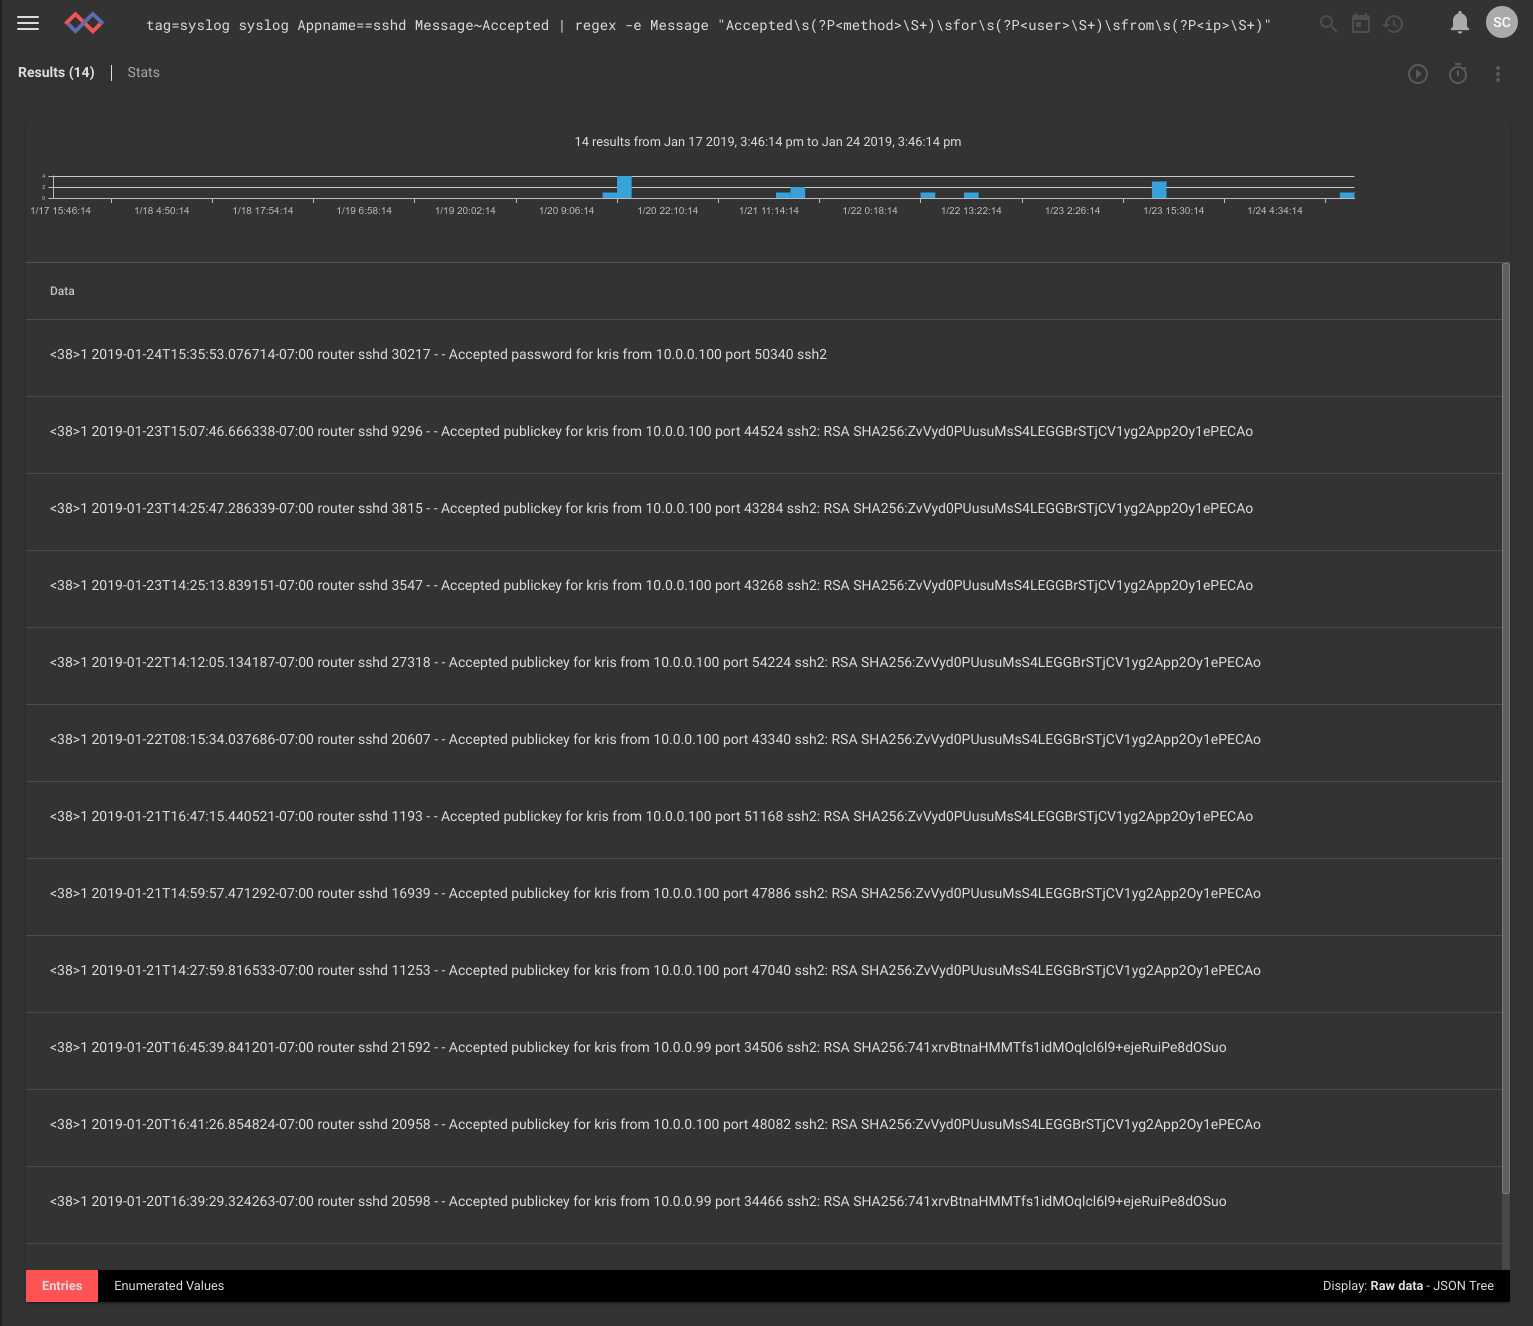 tag=syslog syslog Appname==sshd Message~Accepted | regex -e Message "Accepted\s(?P<method>\S+)\sfor\s(?P<user>\S+)\sfrom\s(?P<ip>\S+)"
SC
Results (14) | Stats
14 results from Jan 17 2019, 3:46:14 pm to Jan 24 2019, 3:46:14 pm
4
2
0
1/17 15:46:14 1/18 4:50:14 1/18 17:54:14 1/19 6:58:14 1/19 20:02:14 1/20 9:06:14 1/20 22:10:14 1/21 11:14:14 1/22 0:18:14 1/22 13:22:14 1/23 2:26:14 1/23 15:30:14 1/24 4:34:14
Data
<38>1 2019-01-24T15:35:53.076714-07:00 router sshd 30217 - - Accepted password for kris from 10.0.0.100 port 50340 ssh2
<38>1 2019-01-23T15:07:46.666338-07:00 router sshd 9296 - - Accepted publickey for kris from 10.0.0.100 port 44524 ssh2: RSA SHA256:ZvVyd0PUusuMsS4LEGGBrSTjCV1yg2App2Oy1ePECAo
<38>1 2019-01-23T14:25:47.286339-07:00 router sshd 3815 - - Accepted publickey for kris from 10.0.0.100 port 43284 ssh2: RSA SHA256:ZvVyd0PUusuMsS4LEGGBrSTjCV1yg2App2Oy1ePECAo
<38>1 2019-01-23T14:25:13.839151-07:00 router sshd 3547 - - Accepted publickey for kris from 10.0.0.100 port 43268 ssh2: RSA SHA256:ZvVyd0PUusuMsS4LEGGBrSTjCV1yg2App2Oy1ePECAo
<38>1 2019-01-22T14:12:05.134187-07:00 router sshd 27318 - - Accepted publickey for kris from 10.0.0.100 port 54224 ssh2: RSA SHA256:ZvVyd0PUusuMsS4LEGGBrSTjCV1yg2App2Oy1ePECAo
<38>1 2019-01-22T08:15:34.037686-07:00 router sshd 20607 - - Accepted publickey for kris from 10.0.0.100 port 43340 ssh2: RSA SHA256:ZvVyd0PUusuMsS4LEGGBrSTjCV1yg2App2Oy1ePECAo
<38>1 2019-01-21T16:47:15.440521-07:00 router sshd 1193 - - Accepted publickey for kris from 10.0.0.100 port 51168 ssh2: RSA SHA256:ZvVyd0PUusuMsS4LEGGBrSTjCV1yg2App2Oy1ePECAo
<38>1 2019-01-21T14:59:57.471292-07:00 router sshd 16939 - - Accepted publickey for kris from 10.0.0.100 port 47886 ssh2: RSA SHA256:ZvVyd0PUusuMsS4LEGGBrSTjCV1yg2App2Oy1ePECAo
<38>1 2019-01-21T14:27:59.816533-07:00 router sshd 11253 - - Accepted publickey for kris from 10.0.0.100 port 47040 ssh2: RSA SHA256:ZvVyd0PUusuMsS4LEGGBrSTjCV1yg2App2Oy1ePECAo
<38>1 2019-01-20T16:45:39.841201-07:00 router sshd 21592 - - Accepted publickey for kris from 10.0.0.99 port 34506 ssh2: RSA SHA256:741xrvBtnaHMMTfs1idMOqlcl6l9+ejeRuiPe8dOSuo
<38>1 2019-01-20T16:41:26.854824-07:00 router sshd 20958 - - Accepted publickey for kris from 10.0.0.100 port 48082 ssh2: RSA SHA256:ZvVyd0PUusuMsS4LEGGBrSTjCV1yg2App2Oy1ePECAo
<38>1 2019-01-20T16:39:29.324263-07:00 router sshd 20598 - - Accepted publickey for kris from 10.0.0.99 port 34466 ssh2: RSA SHA256:741xrvBtnaHMMTfs1idMOqlcl6l9+ejeRuiPe8dOSuo
Entries Enumerated Values Display: Raw data - JSON Tree